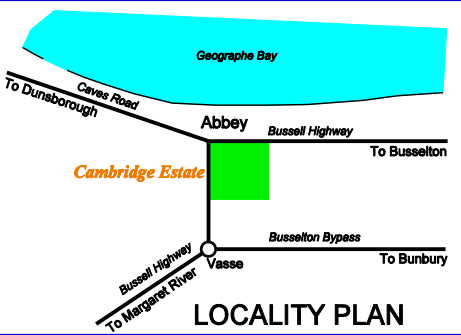 Geographe Bay
Caves Road
To Dunsborough
Abbey
Bussell Highway
To Busselton
Cambridge Estate
Busselton Bypass
Bussell Highway
Vasse
To Bunbury
To Margaret River
LOCALITY PLAN